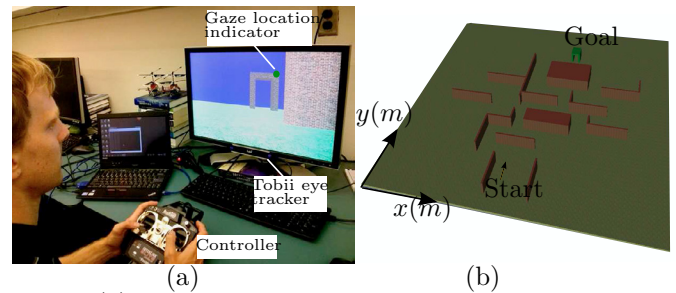 Gaze location
indicator
Tobii eye
tracker
Controller
(a)
Goal
y(m)
Start
x(m)
(b)